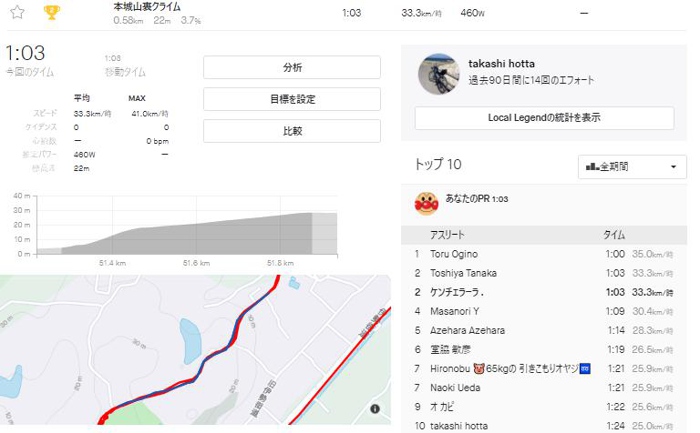 本城山裏クライム
0.58km 22m 3.7%
1:03
33.3km/時
460W
—
1:03
今回のタイム
1:03
移動タイム
分析
目標を設定
比較
平均 MAX
スピード 33.3km/時 41.0km/時
ケイデンス 0 0
心拍数 — 0 bpm
推定パワー 460W —
標高差 22m
40 m
20 m
10 m
0 m
51.4 km 51.6 km 51.8 km
30 m
10 m
30 m
takashi hotta
過去90日間に14回のエフォート
Local Legendの統計を表示
トップ 10
全期間
あなたのPR 1:03
アスリート タイム
1 Toru Ogino 1:00 35.0km/時
2 Toshiya Tanaka 1:03 33.3km/時
2 ケンチェラーラ . 1:03 33.3km/時
4 Masanori Y 1:09 30.4km/時
5 Azehara Azehara 1:14 28.3km/時
6 室脇 敏彦 1:19 26.5km/時
7 Hironobu 🐷65kgの 引きこもりオヤジ 1:21 25.9km/時
7 Naoki Ueda 1:21 25.9km/時
9 オ カビ 1:22 25.6km/時
10 takashi hotta 1:24 25.0km/時